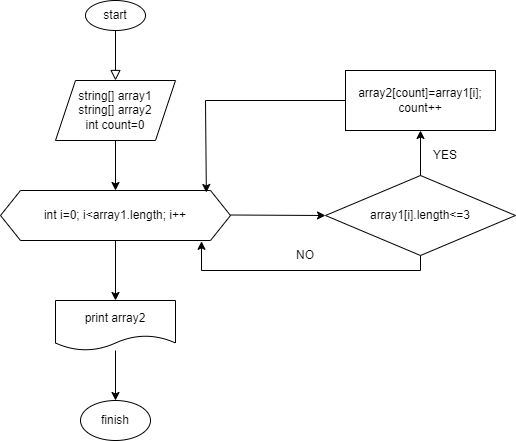 start
string[] array1
string[] array2
int count=0
array2[count]=array1[i];
count++
YES
int i=0; i<array1.length; i++
array1[i].length<=3
NO
print array2
finish